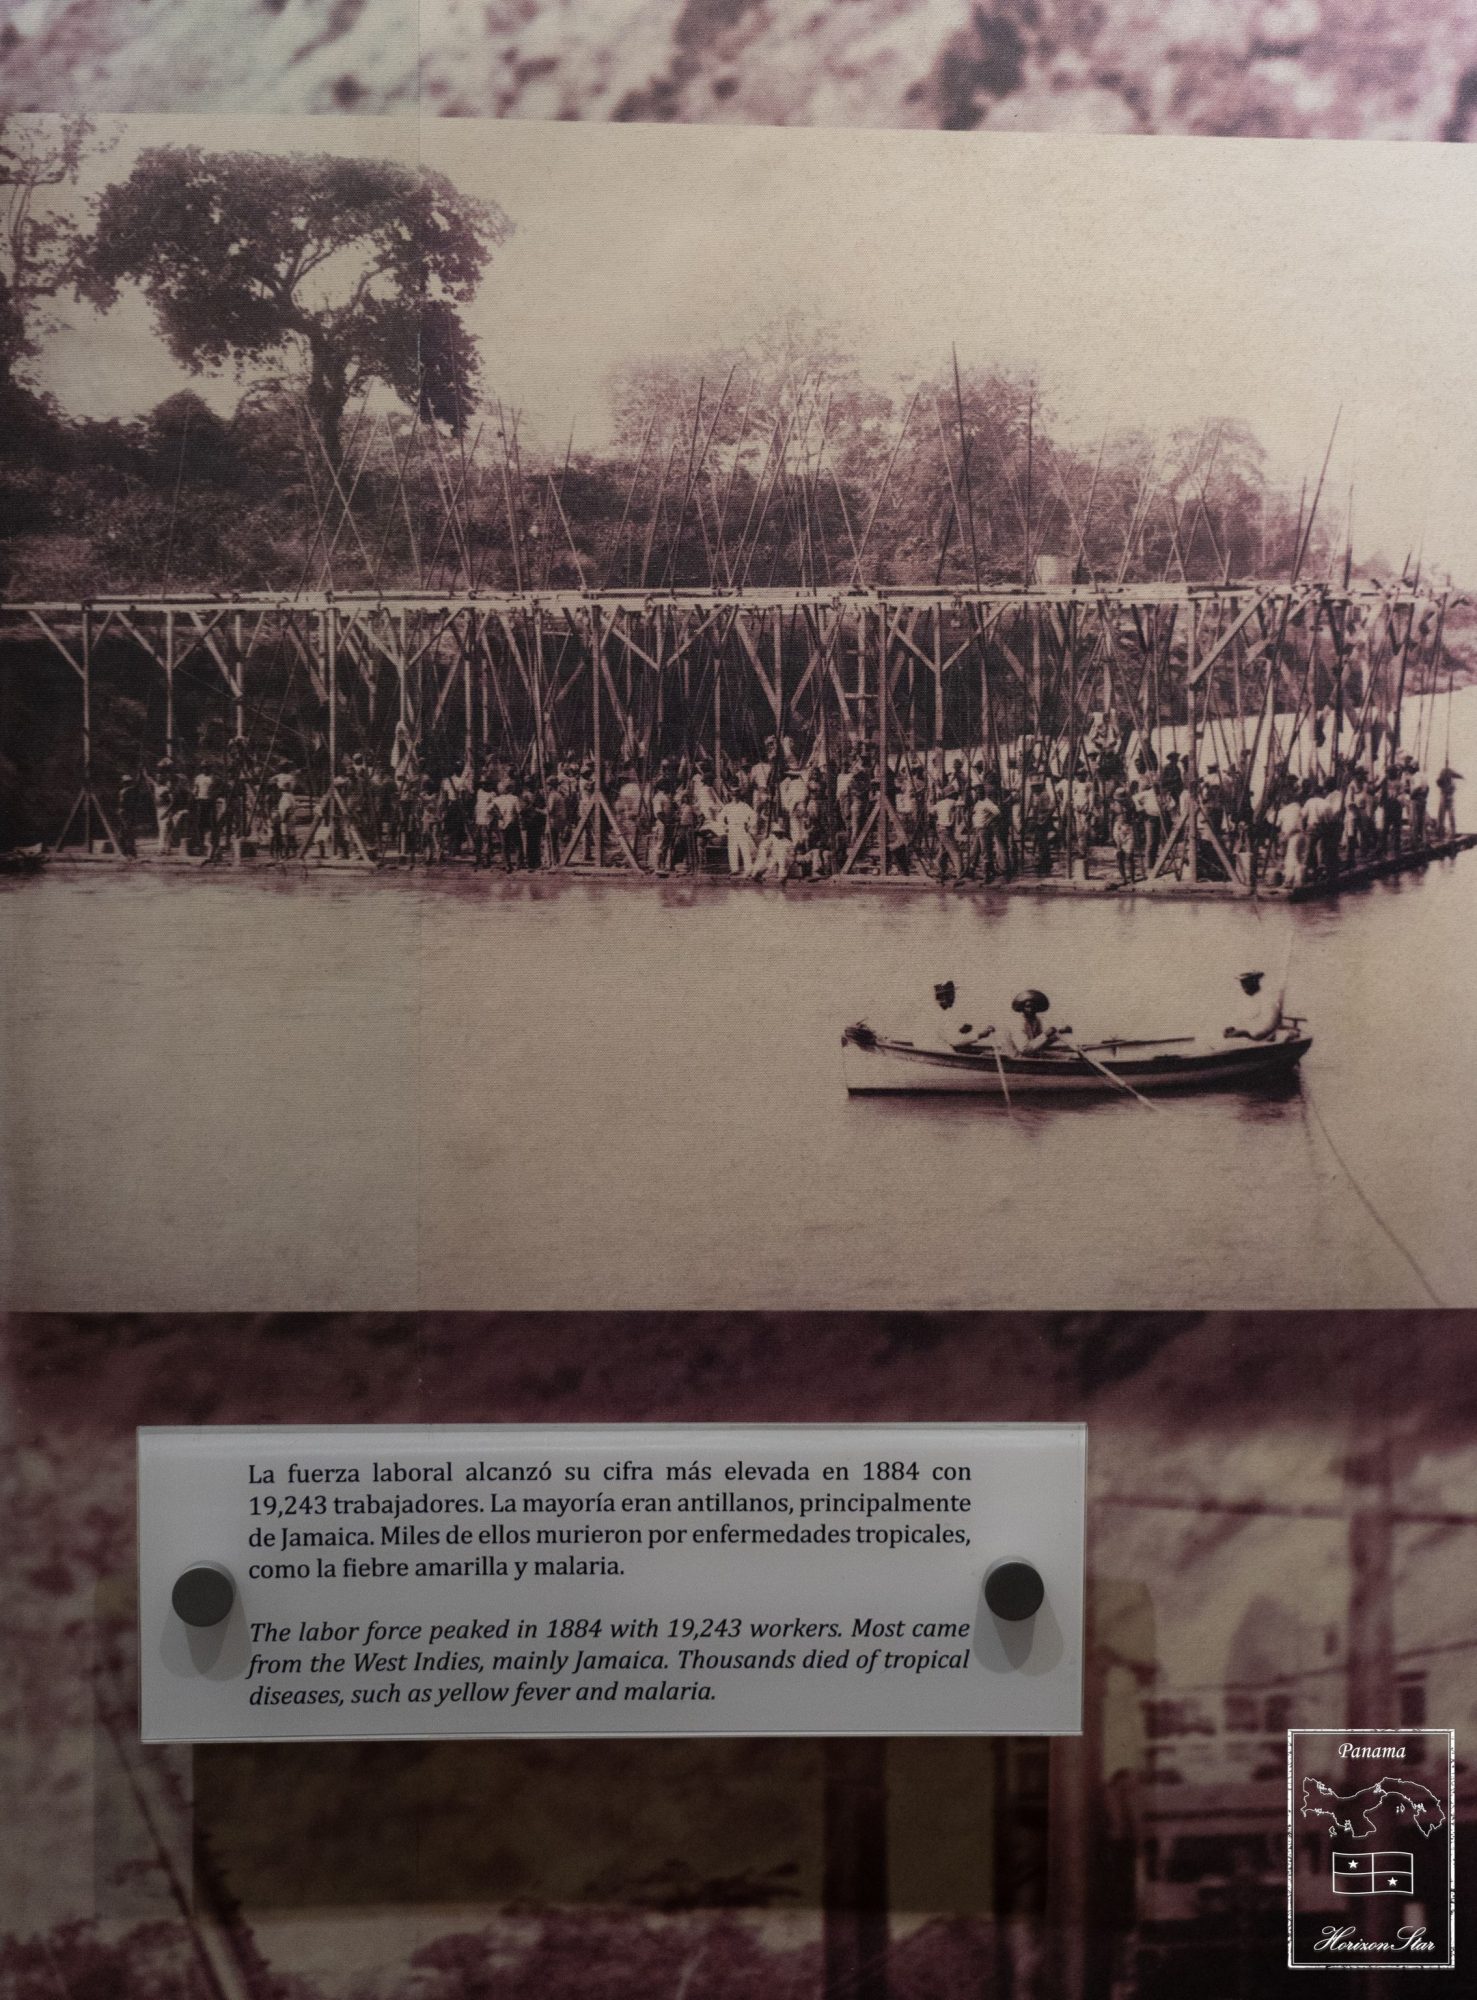 La fuerza laboral alcanzó su cifra más elevada en 1884 con
19,243 trabajadores. La mayoría eran antillanos, principalmente
de Jamaica. Miles de ellos murieron por enfermedades tropicales,
como la fiebre amarilla y malaria.
The labor force peaked in 1884 with 19,243 workers. Most came
from the West Indies, mainly Jamaica. Thousands died of tropical
diseases, such as yellow fever and malaria.
Panama
Horizon Star